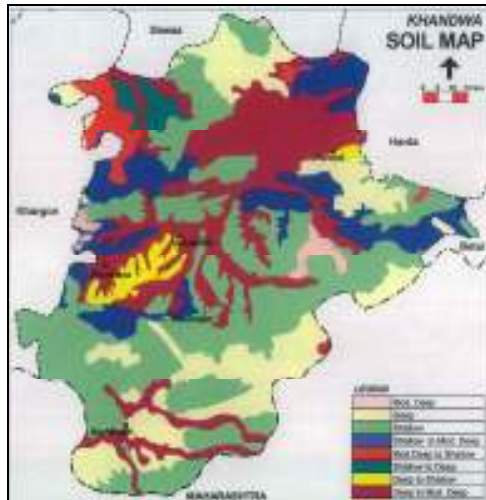 KHANDWA
SOIL MAP
Dewas
Harda
Khargon
Betul
MAHARASHTRA
LEGEND
Mod. Deep
Deep
Shallow
Shallow to Mod. Deep
Mod. Deep to Shallow
Shallow to Deep
Deep to Shallow
Deep to Mod. Deep